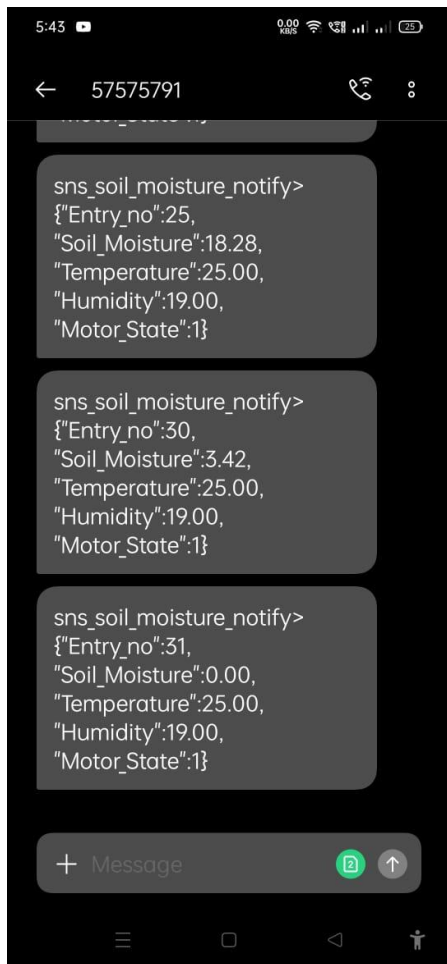 5:43
0.00
KB/S
25
57575791
sns_soil_moisture_notify>
{"Entry_no":25,
"Soil_Moisture":18.28,
"Temperature":25.00,
"Humidity":19.00,
"Motor_State":1}
sns_soil_moisture_notify>
{"Entry_no":30,
"Soil_Moisture":3.42,
"Temperature":25.00,
"Humidity":19.00,
"Motor_State":1}
sns_soil_moisture_notify>
{"Entry_no":31,
"Soil_Moisture":0.00,
"Temperature":25.00,
"Humidity":19.00,
"Motor_State":1}
+ Message
2